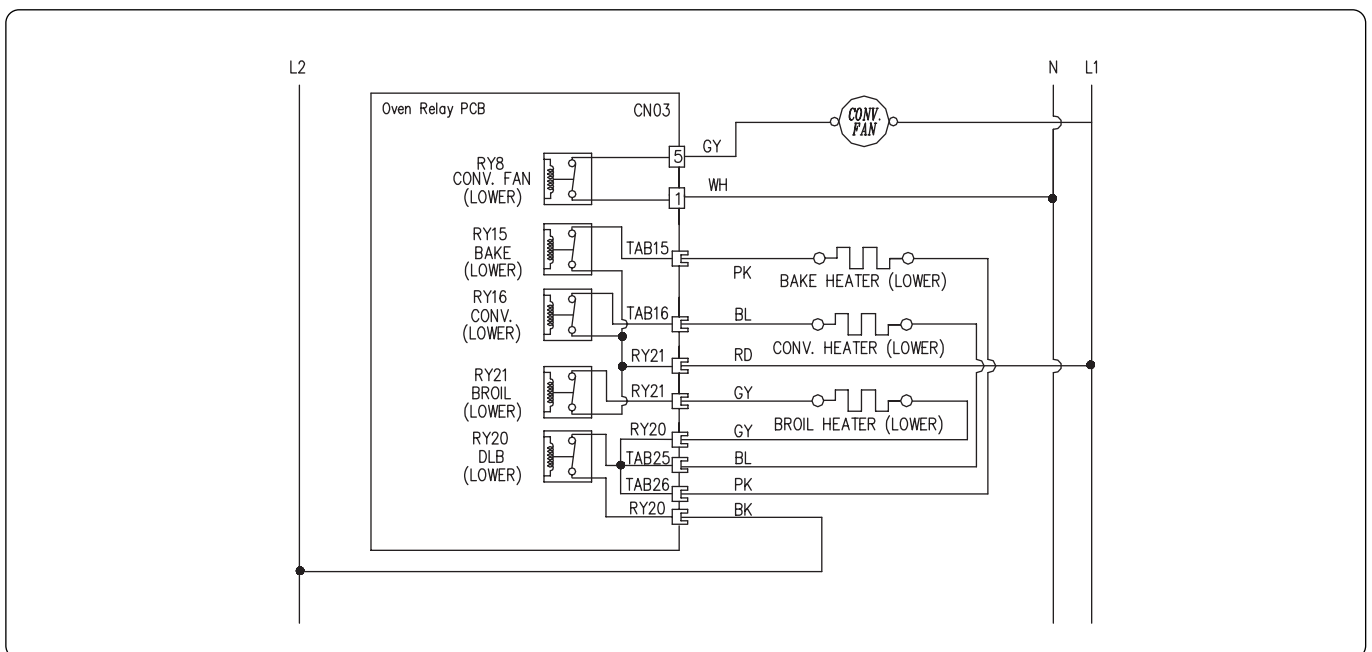 L2
N
L1
Oven Relay PCB
CN03
CONV.
FAN
5
GY
RY8
CONV. FAN
(LOWER)
1
WH
RY15
BAKE
(LOWER)
TAB15
PK
BAKE HEATER (LOWER)
RY16
CONV.
(LOWER)
TAB16
BL
CONV. HEATER (LOWER)
RY21
RD
RY21
BROIL
(LOWER)
RY21
GY
BROIL HEATER (LOWER)
RY20
DLB
(LOWER)
RY20
GY
TAB25
BL
TAB26
PK
RY20
BK